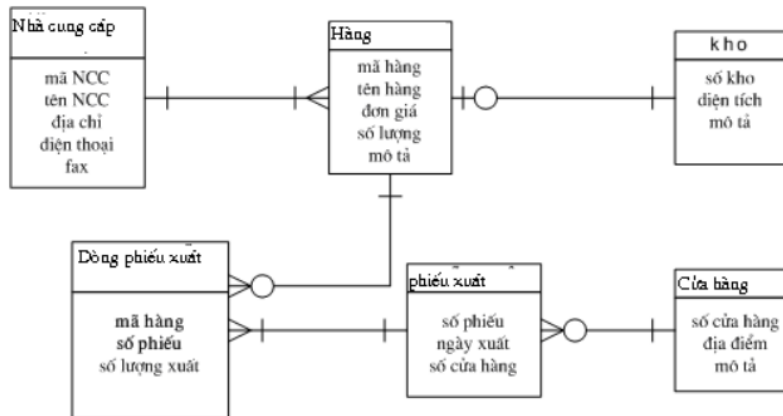 Nhà cung cấp
mã NCC
tên NCC
địa chỉ
điện thoại
fax
Hàng
mã hàng
tên hàng
đơn giá
số lượng
mô tả
kho
số kho
diện tích
mô tả
Dòng phiếu xuất
mã hàng
số phiếu
số lượng xuất
phiếu xuất
số phiếu
ngày xuất
số cửa hàng
Cửa hàng
số cửa hàng
địa điểm
mô tả